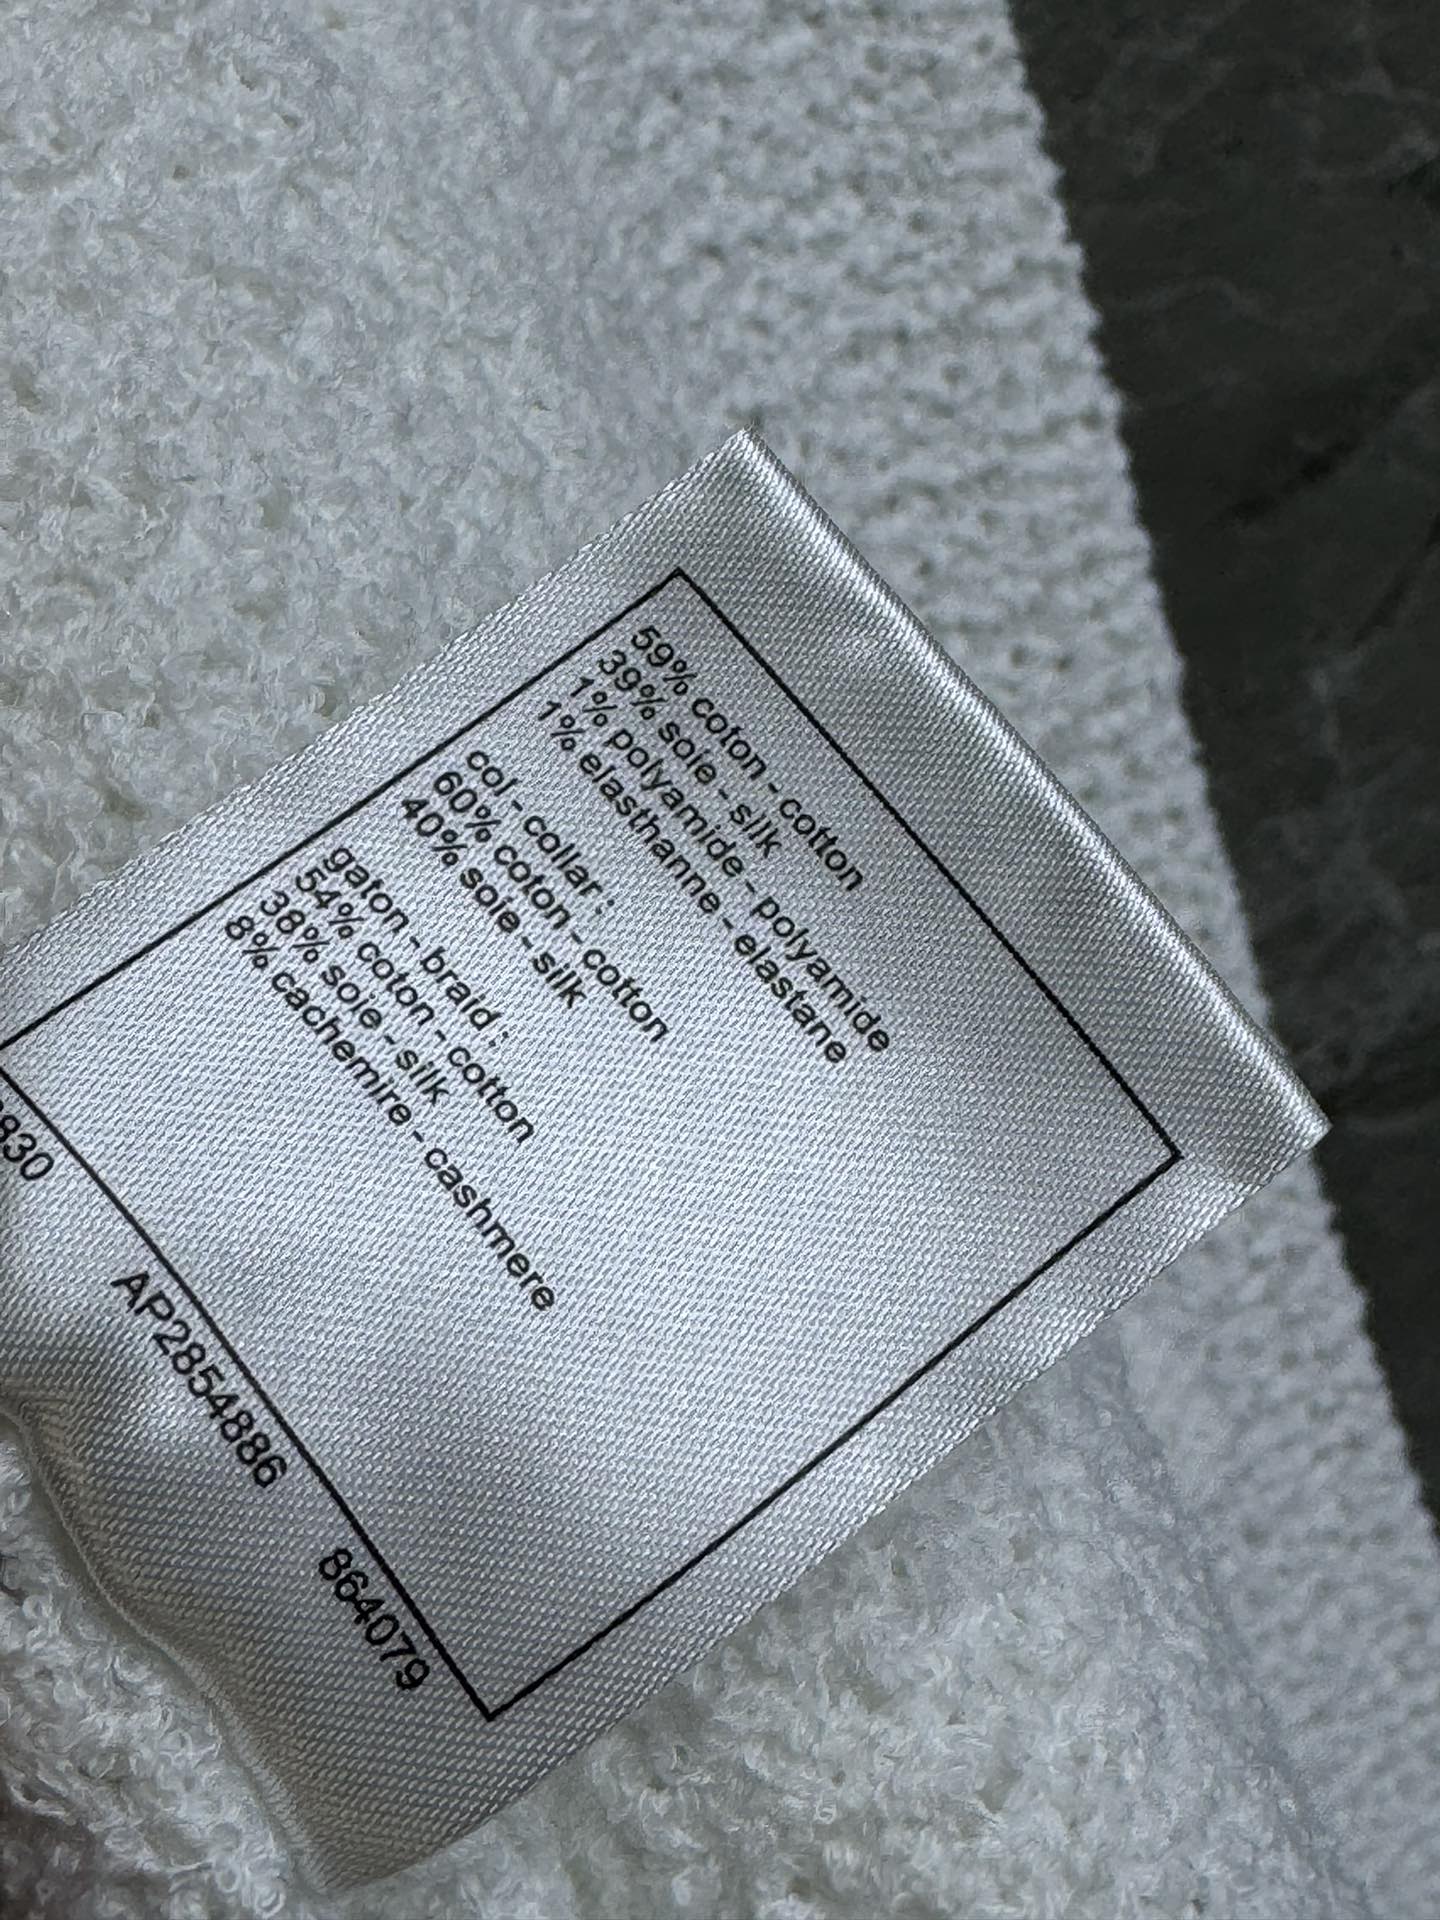 59% coton - cotton
39% soie - silk
1% polyamide - polyamide
1% elasthanne - elastane
col - collar :
60% coton - cotton
40% soie - silk
gaton - braid :
54% coton - cotton
38% soie - silk
8% cachemire - cashmere
830
AP2854886
864079